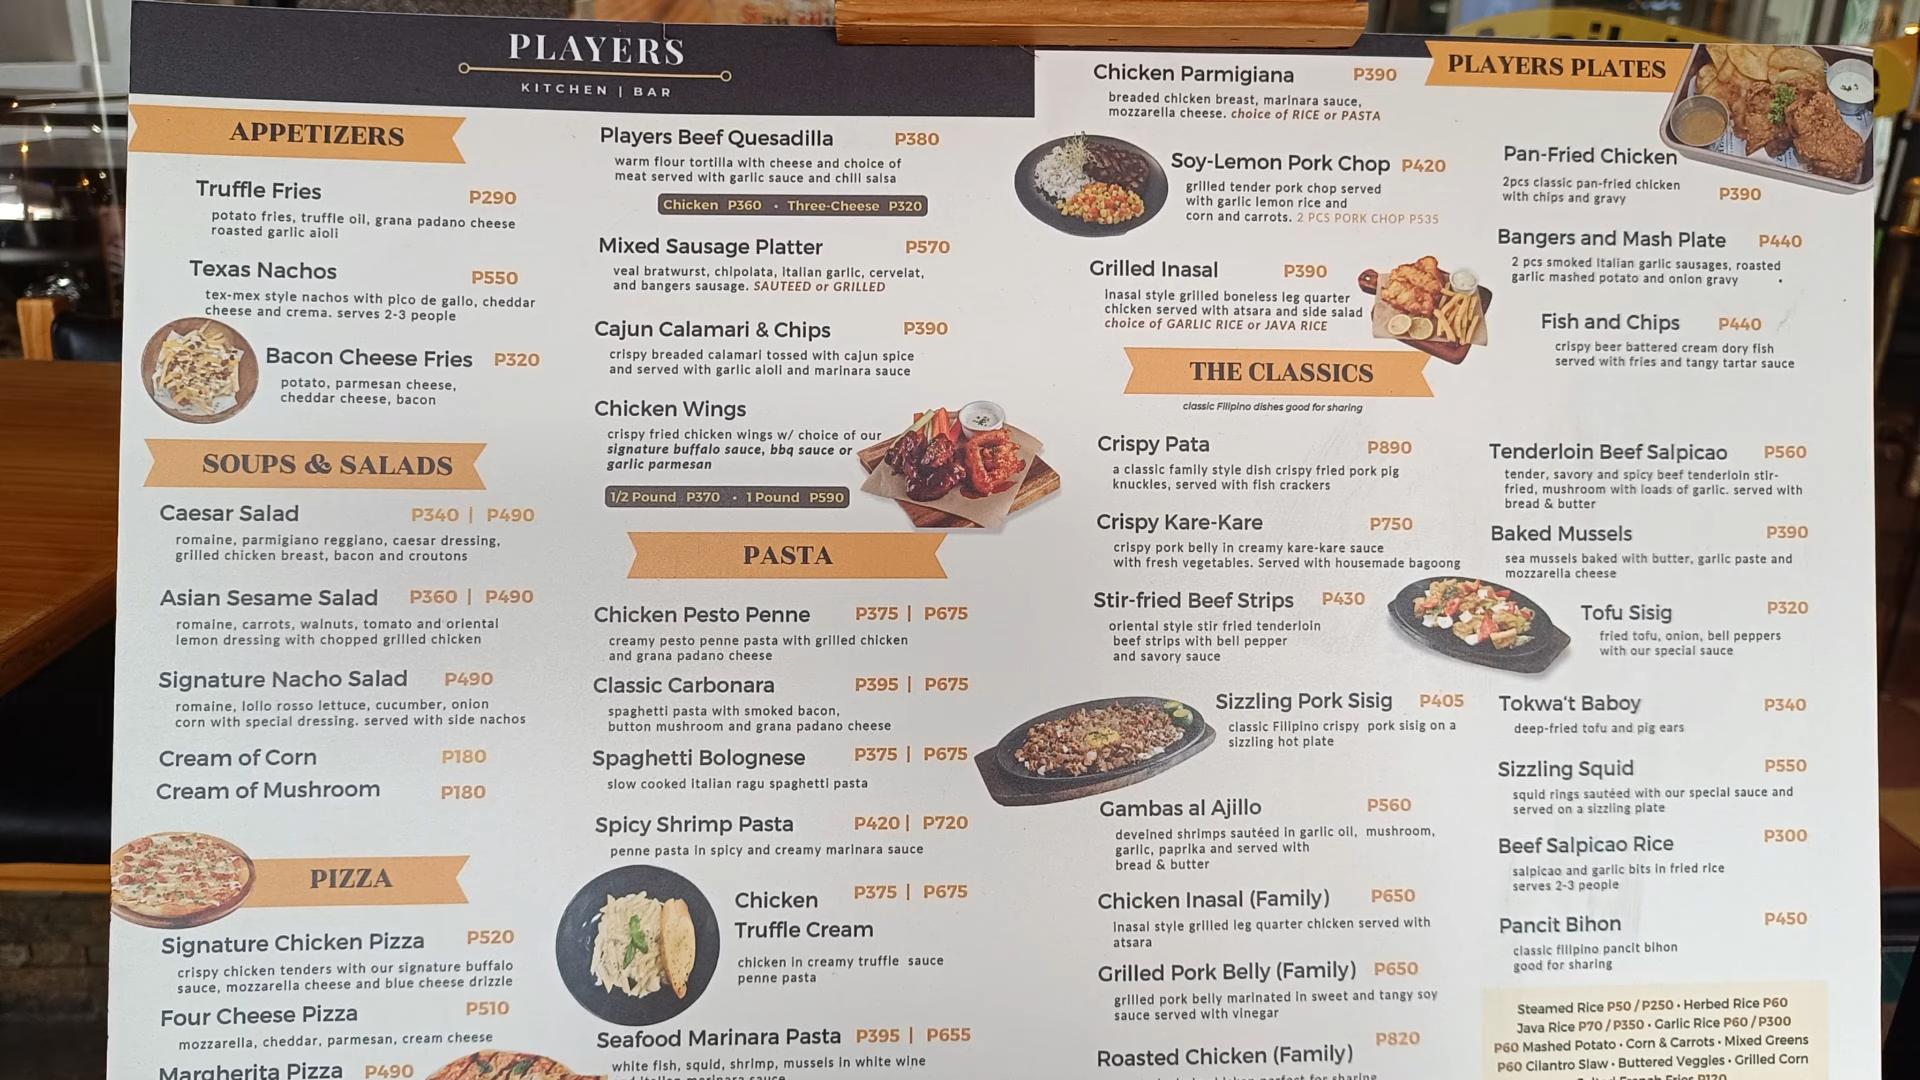 PLAYERS
KITCHEN | BAR
APPETIZERS
Truffle Fries P290
potato fries, truffle oil, grana padano cheese
roasted garlic aioli
Texas Nachos P550
tex-mex style nachos with pico de gallo, cheddar
cheese and crema. serves 2-3 people
Bacon Cheese Fries P320
potato, parmesan cheese,
cheddar cheese, bacon
SOUPS & SALADS
Caesar Salad P340 | P490
romaine, parmigiano reggiano, caesar dressing,
grilled chicken breast, bacon and croutons
Asian Sesame Salad P360 | P490
romaine, carrots, walnuts, tomato and oriental
lemon dressing with chopped grilled chicken
Signature Nacho Salad P490
romaine, lollo rosso lettuce, cucumber, onion
corn with special dressing. served with side nachos
Cream of Corn P180
Cream of Mushroom P180
PIZZA
Signature Chicken Pizza P520
crispy chicken tenders with our signature buffalo
sauce, mozzarella cheese and blue cheese drizzle
Four Cheese Pizza P510
mozzarella, cheddar, parmesan, cream cheese
Margherita Pizza P490
Players Beef Quesadilla P380
warm flour tortilla with cheese and choice of
meat served with garlic sauce and chili salsa
Chicken P360 • Three-Cheese P320
Mixed Sausage Platter P570
veal bratwurst, chipolata, italian garlic, cervelat,
and bangers sausage. SAUTEED or GRILLED
Cajun Calamari & Chips P390
crispy breaded calamari tossed with cajun spice
and served with garlic aioli and marinara sauce
Chicken Wings
crispy fried chicken wings w/ choice of our
signature buffalo sauce, bbq sauce or
garlic parmesan
1/2 Pound P370 • 1 Pound P590
PASTA
Chicken Pesto Penne P375 | P675
creamy pesto penne pasta with grilled chicken
and grana padano cheese
Classic Carbonara P395 | P675
spaghetti pasta with smoked bacon,
button mushroom and grana padano cheese
Spaghetti Bolognese P375 | P675
slow cooked italian ragu spaghetti pasta
Spicy Shrimp Pasta P420 | P720
penne pasta in spicy and creamy marinara sauce
Chicken P375 | P675
Truffle Cream
chicken in creamy truffle sauce
penne pasta
Seafood Marinara Pasta P395 | P655
white fish, squid, shrimp, mussels in white wine
marinara sauce
Chicken Parmigiana P390
breaded chicken breast, marinara sauce,
mozzarella cheese. choice of RICE or PASTA
Soy-Lemon Pork Chop P420
grilled tender pork chop served
with garlic lemon rice and
corn and carrots. 2 PCS PORK CHOP P535
Grilled Inasal P390
Inasal style grilled boneless leg quarter
chicken served with atsara and side salad
choice of GARLIC RICE or JAVA RICE
THE CLASSICS
classic Filipino dishes good for sharing
Crispy Pata P890
a classic family style dish crispy fried pork pig
knuckles, served with fish crackers
Crispy Kare-Kare P750
crispy pork belly in creamy kare-kare sauce
with fresh vegetables. Served with housemade bagoong
Stir-fried Beef Strips P430
oriental style stir fried tenderloin
beef strips with bell pepper
and savory sauce
Sizzling Pork Sisig P405
classic Filipino crispy pork sisig on a
sizzling hot plate
Gambas al Ajillo P560
deveined shrimps sautéed in garlic oil, mushroom,
garlic, paprika and served with
bread & butter
Chicken Inasal (Family) P650
Inasal style grilled leg quarter chicken served with
atsara
Grilled Pork Belly (Family) P650
grilled pork belly marinated in sweet and tangy soy
sauce served with vinegar
Roasted Chicken (Family) P820
PLAYERS PLATES
Pan-Fried Chicken
2pcs classic pan-fried chicken P390
with chips and gravy
Bangers and Mash Plate P440
2 pcs smoked Italian garlic sausages, roasted
garlic mashed potato and onion gravy
Fish and Chips P440
crispy beer battered cream dory fish
served with fries and tangy tartar sauce
Tenderloin Beef Salpicao P560
tender, savory and spicy beef tenderloin stir-
fried, mushroom with loads of garlic. served with
bread & butter
Baked Mussels P390
sea mussels baked with butter, garlic paste and
mozzarella cheese
Tofu Sisig P320
fried tofu, onion, bell peppers
with our special sauce
Tokwa't Baboy P340
deep-fried tofu and pig ears
Sizzling Squid P550
squid rings sautéed with our special sauce and
served on a sizzling plate
Beef Salpicao Rice P300
salpicao and garlic bits in fried rice
serves 2-3 people
Pancit Bihon P450
classic filipino pancit bihon
good for sharing
Steamed Rice P50 / P250 • Herbed Rice P60
Java Rice P70 / P350 • Garlic Rice P60 / P300
P60 Mashed Potato • Corn & Carrots • Mixed Greens
P60 Cilantro Slaw • Buttered Veggies • Grilled Corn
French Fries P120